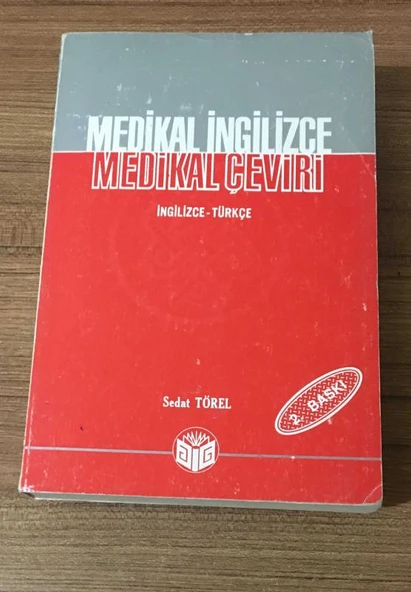 MEDİKAL İNGİLİZCE
MEDİKAL ÇEVİRİ
İNGİLİZCE - TÜRKÇE
Sedat TÖREL
2. BASKI